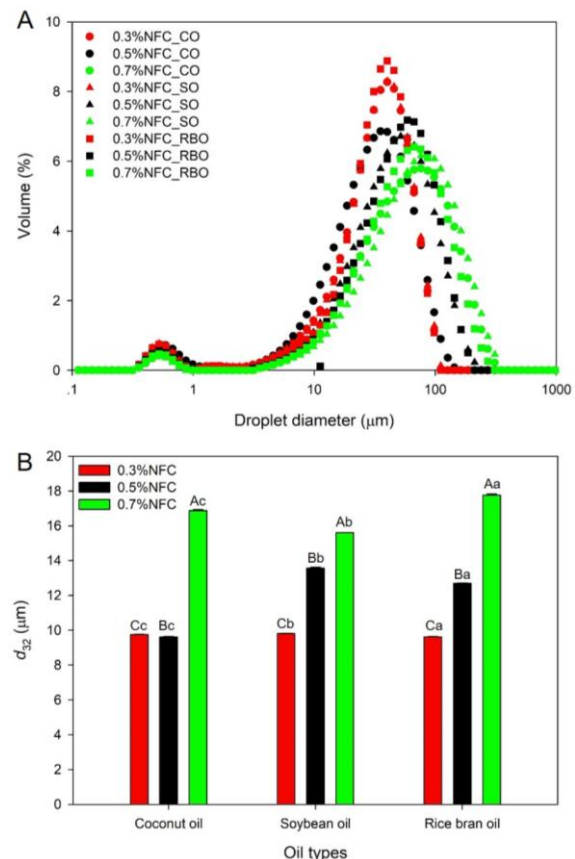 A
10
8
6
4
2
0
Volume (%)
0.3%NFC_CO
0.5%NFC_CO
0.7%NFC_CO
0.3%NFC_SO
0.5%NFC_SO
0.7%NFC_SO
0.3%NFC_RBO
0.5%NFC_RBO
0.7%NFC_RBO
.1 1 10 100 1000
Droplet diameter (μm)
B
20
18
16
14
12
10
8
6
4
2
0
d32 (μm)
0.3%NFC
0.5%NFC
0.7%NFC
Cc Bc Ac Cb Bb Ab Ca Ba Aa
Coconut oil Soybean oil Rice bran oil
Oil types